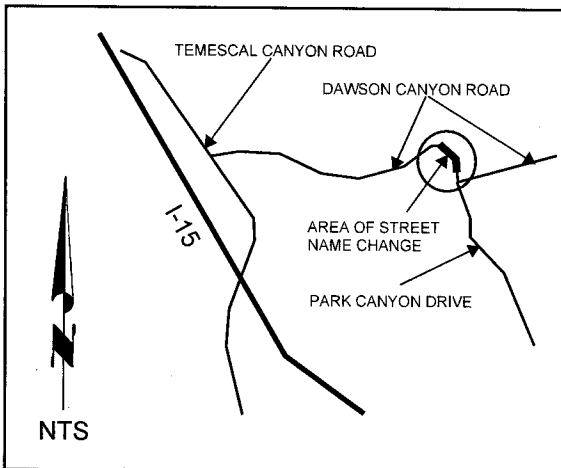 TEMESCAL CANYON ROAD
DAWSON CANYON ROAD
I-15
AREA OF STREET
NAME CHANGE
PARK CANYON DRIVE
N
NTS